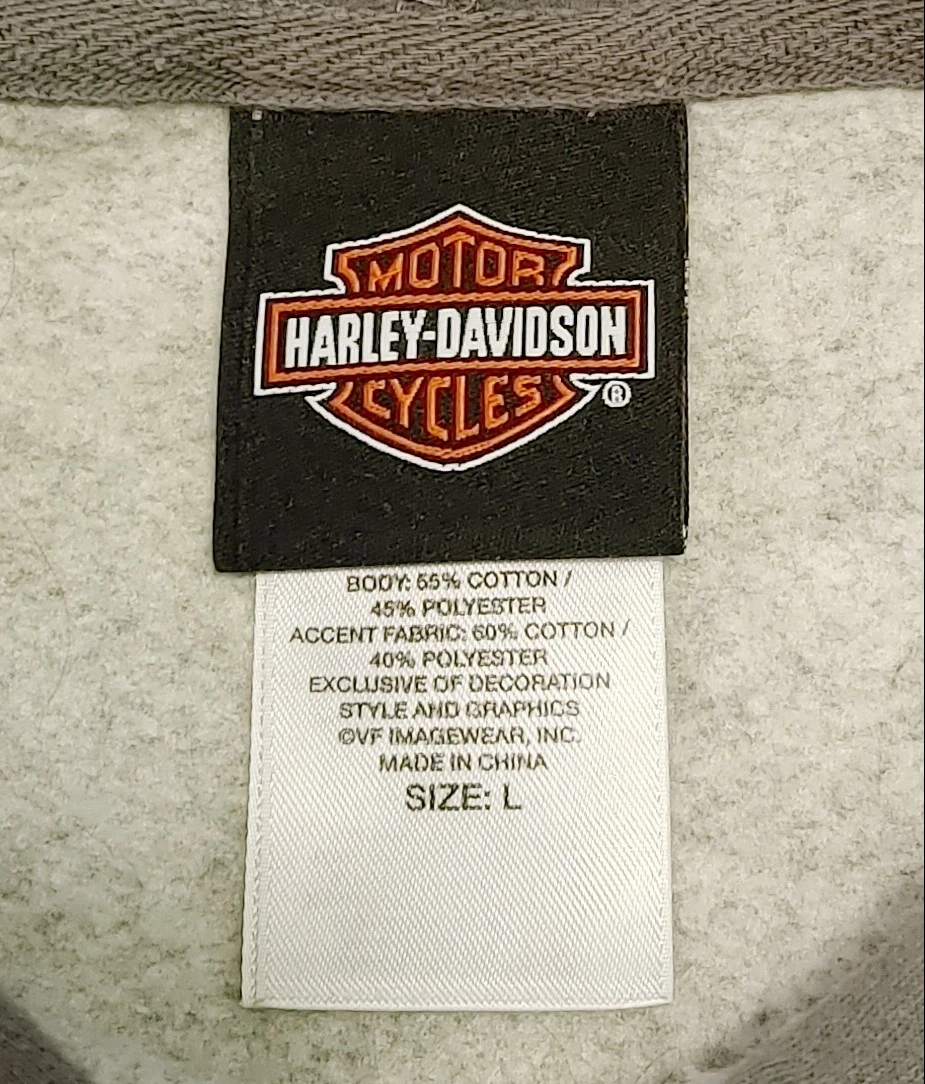 MOTOR
HARLEY-DAVIDSON
CYCLES
®
BODY: 55% COTTON /
45% POLYESTER
ACCENT FABRIC: 60% COTTON /
40% POLYESTER
EXCLUSIVE OF DECORATION
STYLE AND GRAPHICS
©VF IMAGEWEAR, INC.
MADE IN CHINA
SIZE: L